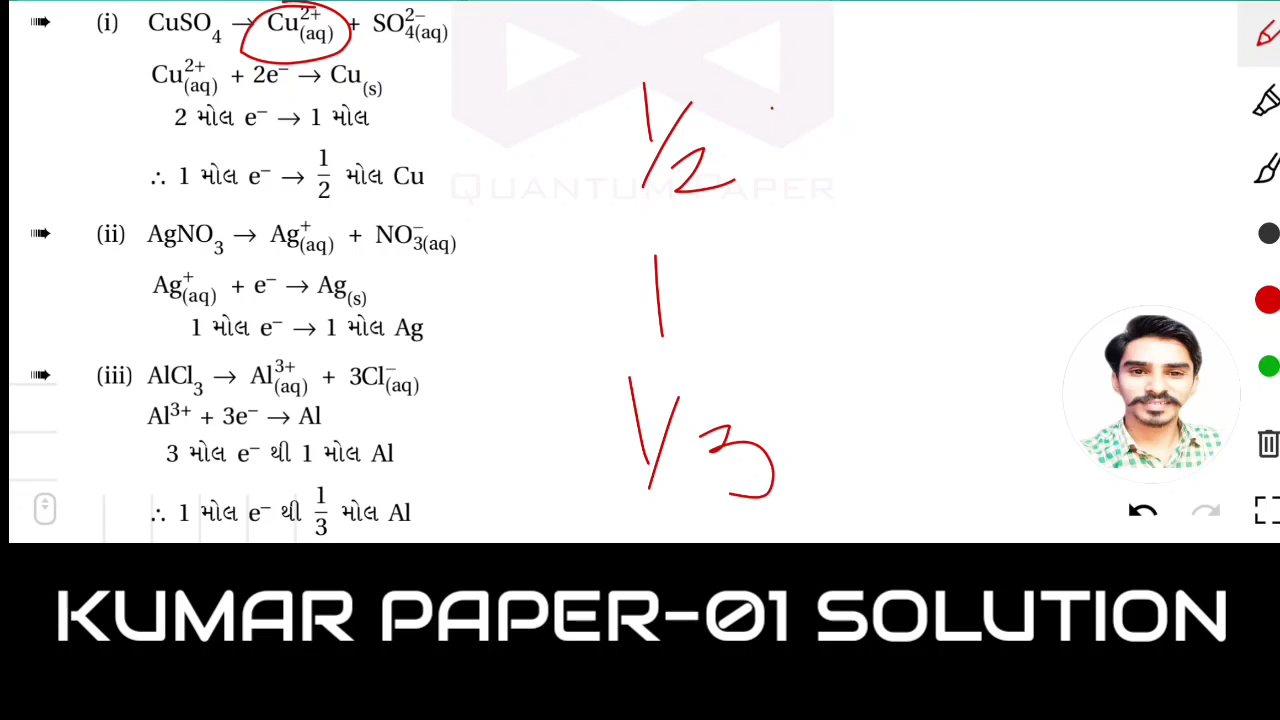 ➠ (i) CuSO₄ → Cu²⁺(aq) + SO₄²⁻(aq)
Cu²⁺(aq) + 2e⁻ → Cu(s)
2 મોલ e⁻ → 1 મોલ
∴ 1 મોલ e⁻ → 1/2 મોલ Cu
1/2
QUANTUM PAPER
➠ (ii) AgNO₃ → Ag⁺(aq) + NO₃⁻(aq)
Ag⁺(aq) + e⁻ → Ag(s)
1 મોલ e⁻ → 1 મોલ Ag
1
➠ (iii) AlCl₃ → Al³⁺(aq) + 3Cl⁻(aq)
Al³⁺ + 3e⁻ → Al
3 મોલ e⁻ થી 1 મોલ Al
∴ 1 મોલ e⁻ થી 1/3 મોલ Al
1/3
KUMAR PAPER-01 SOLUTION